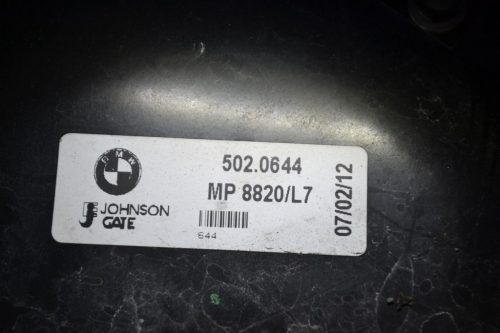 BMW
JOHNSON
GATE
502.0644
MP 8820/L7
644
07/02/12